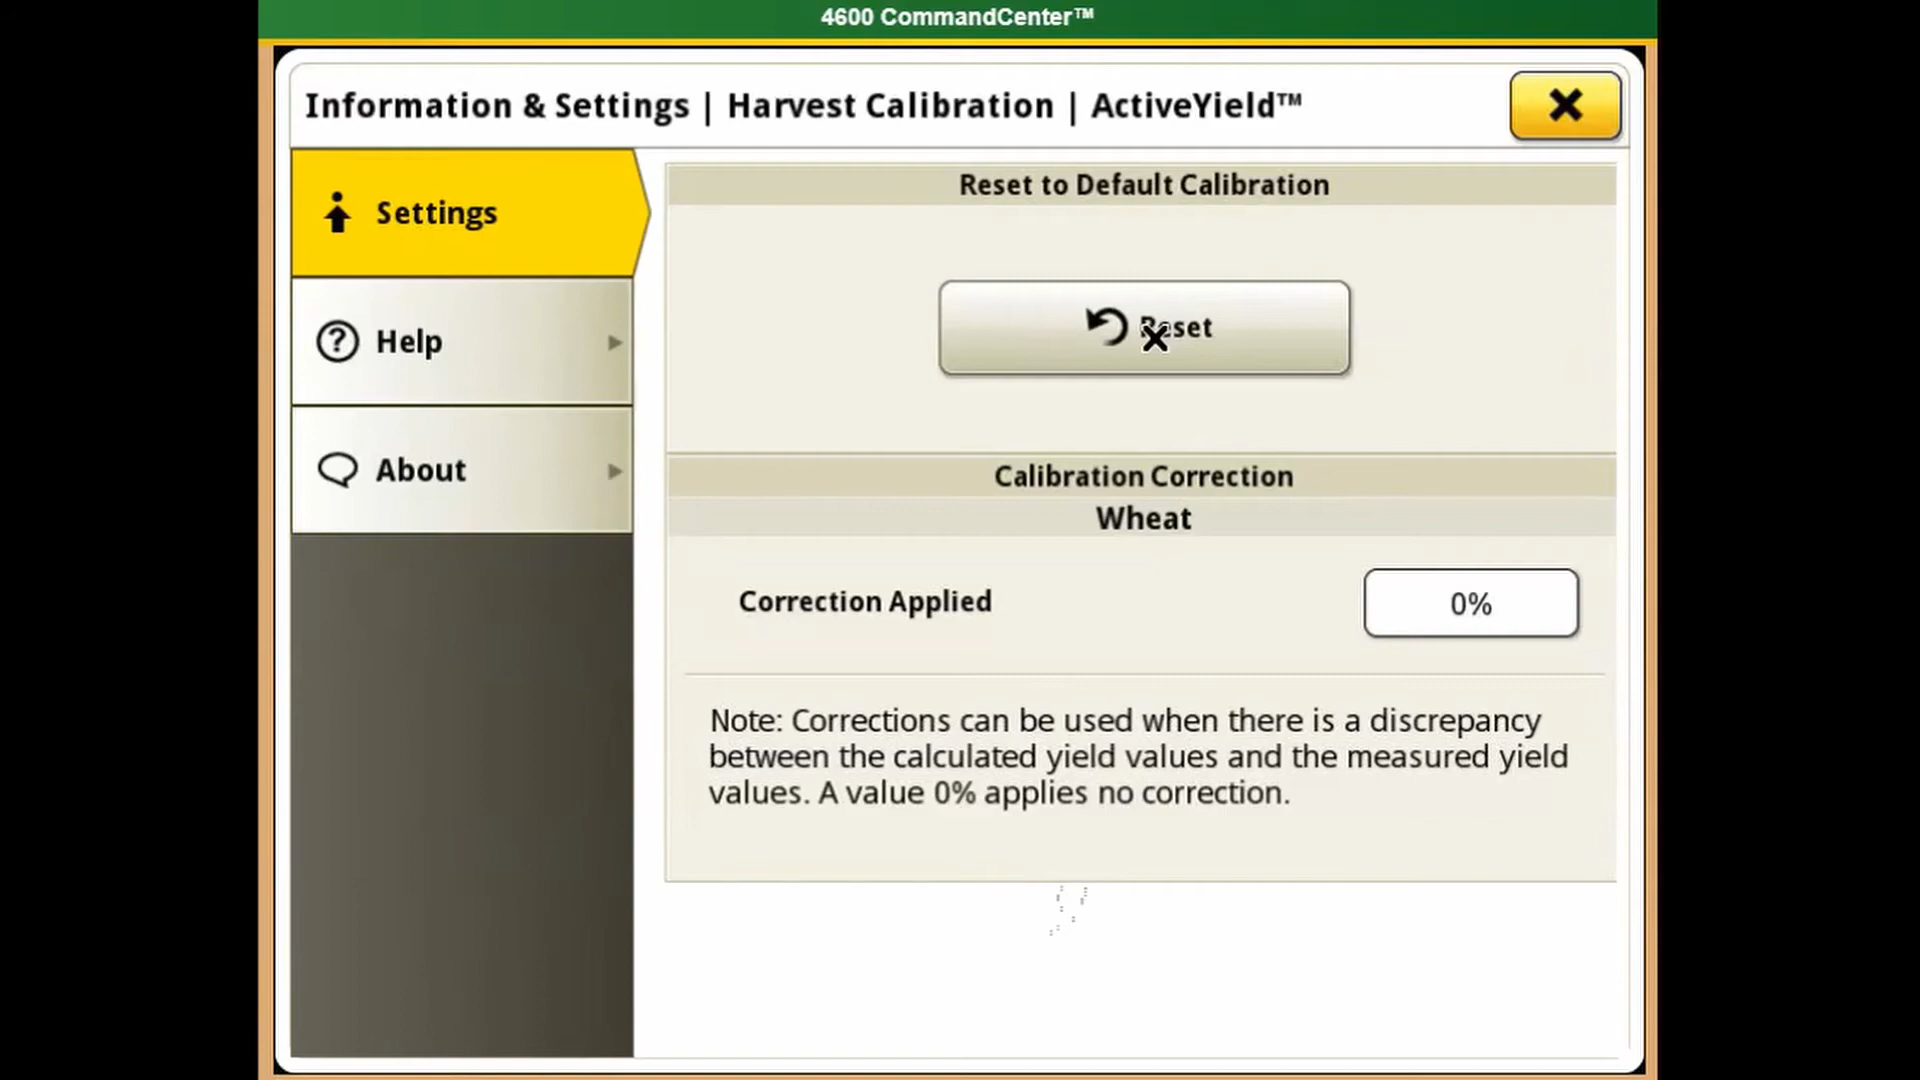 4600 CommandCenter™
Information & Settings | Harvest Calibration | ActiveYield™
Settings
Help
About
Reset to Default Calibration
Reset
Calibration Correction
Wheat
Correction Applied
0%
Note: Corrections can be used when there is a discrepancy
between the calculated yield values and the measured yield
values. A value 0% applies no correction.